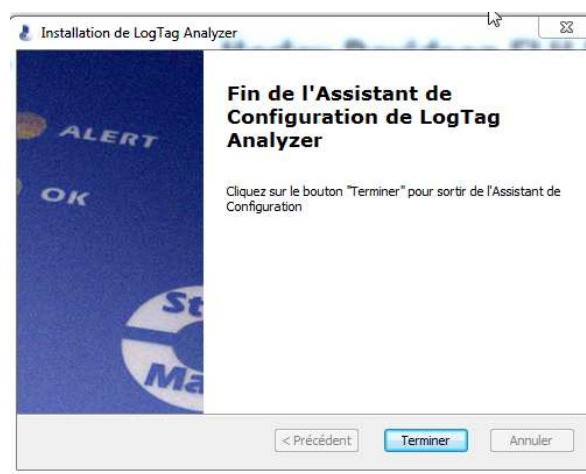 Installation de LogTag Analyzer
Fin de l'Assistant de
Configuration de LogTag
Analyzer
Cliquez sur le bouton "Terminer" pour sortir de l'Assistant de
Configuration
ALERT
OK
< Précédent
Terminer
Annuler